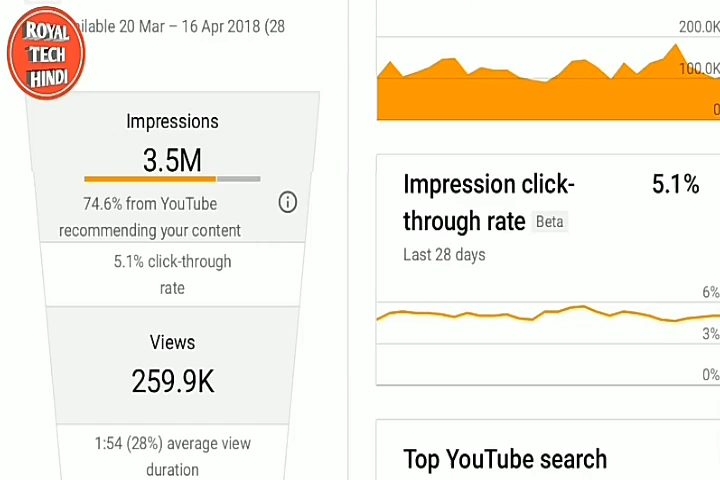 ROYAL
TECH
HINDI
ilable 20 Mar – 16 Apr 2018 (28
Impressions
3.5M
74.6% from YouTube
recommending your content
5.1% click-through
rate
Views
259.9K
1:54 (28%) average view
duration
200.0K
100.0K
0
Impression click-
through rate Beta
5.1%
Last 28 days
6%
3%
0%
Top YouTube search